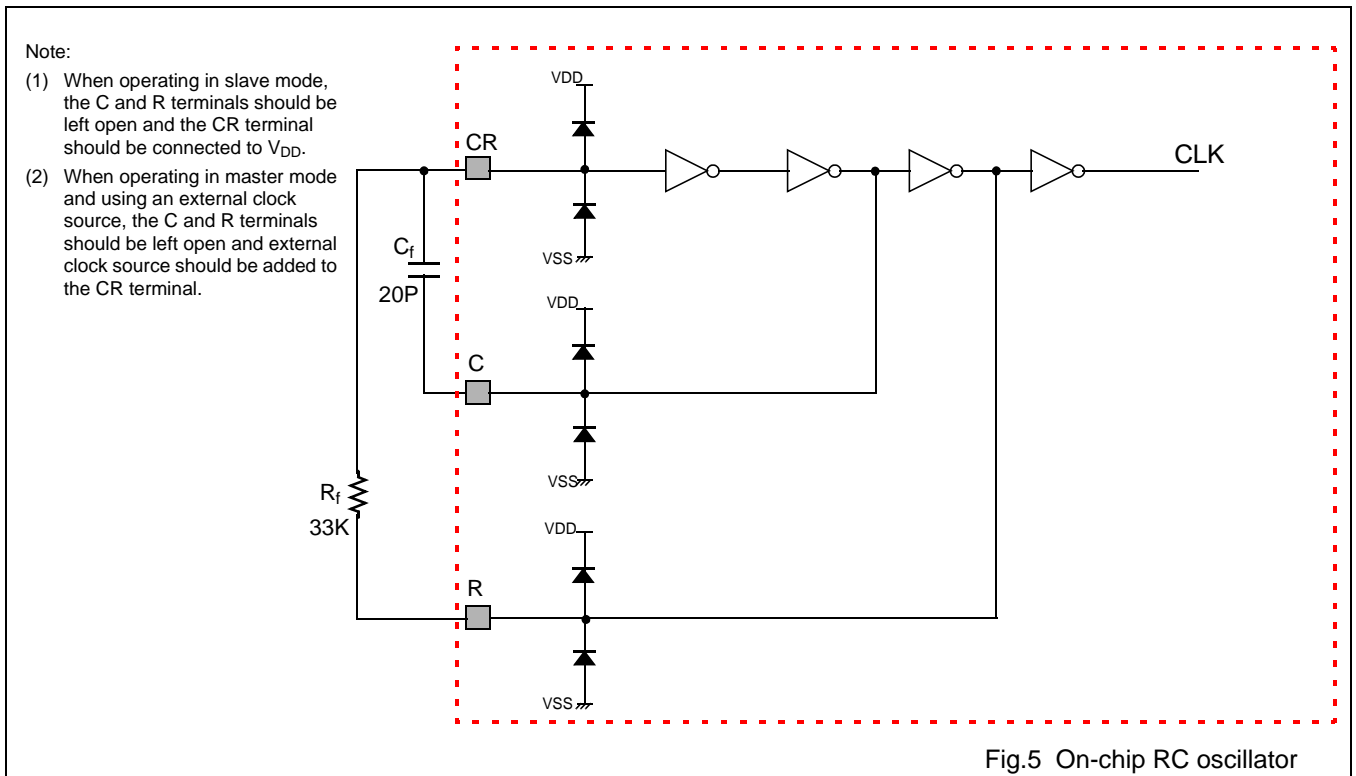 Note:
(1) When operating in slave mode,
the C and R terminals should be
left open and the CR terminal
should be connected to VDD.
(2) When operating in master mode
and using an external clock
source, the C and R terminals
should be left open and external
clock source should be added to
the CR terminal.
VDD
CR
CLK
VSS
Cf
20P
VDD
C
VSS
Rf
33K
VDD
R
VSS
Fig.5 On-chip RC oscillator